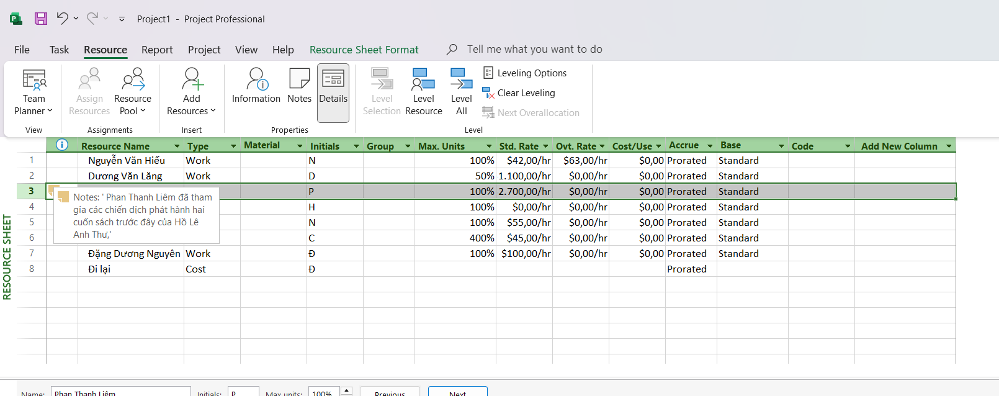 Project1 - Project Professional
File Task Resource Report Project View Help Resource Sheet Format Tell me what you want to do
Team Planner
View
Assign Resources
Resource Pool
Assignments
Add Resources
Insert
Information
Notes
Details
Properties
Level Selection
Level Resource
Level All
Leveling Options
Clear Leveling
Next Overallocation
Level
Resource Name Type Material Initials Group Max. Units Std. Rate Ovt. Rate Cost/Use Accrue Base Code Add New Column
1 Nguyễn Văn Hiếu Work N 100% $42,00/hr $63,00/hr $0,00 Prorated Standard
2 Dương Văn Lăng Work D 50% 1.100,00/hr $0,00/hr $0,00 Prorated Standard
3 P 100% 2.700,00/hr $0,00/hr $0,00 Prorated Standard
4 H 100% $0,00/hr $0,00/hr $0,00 Prorated Standard
5 N 100% $55,00/hr $0,00/hr $0,00 Prorated Standard
6 C 400% $45,00/hr $0,00/hr $0,00 Prorated Standard
7 Đặng Dương Nguyên Work Đ 100% $100,00/hr $0,00/hr $0,00 Prorated Standard
8 Đi lại Cost Đ Prorated
Notes: ' Phan Thanh Liêm đã tham
gia các chiến dịch phát hành hai
cuốn sách trước đây của Hồ Lê
Anh Thư,'
RESOURCE SHEET
Name: Phan Thanh Liêm Initials: P Max units: 100% Previous Next